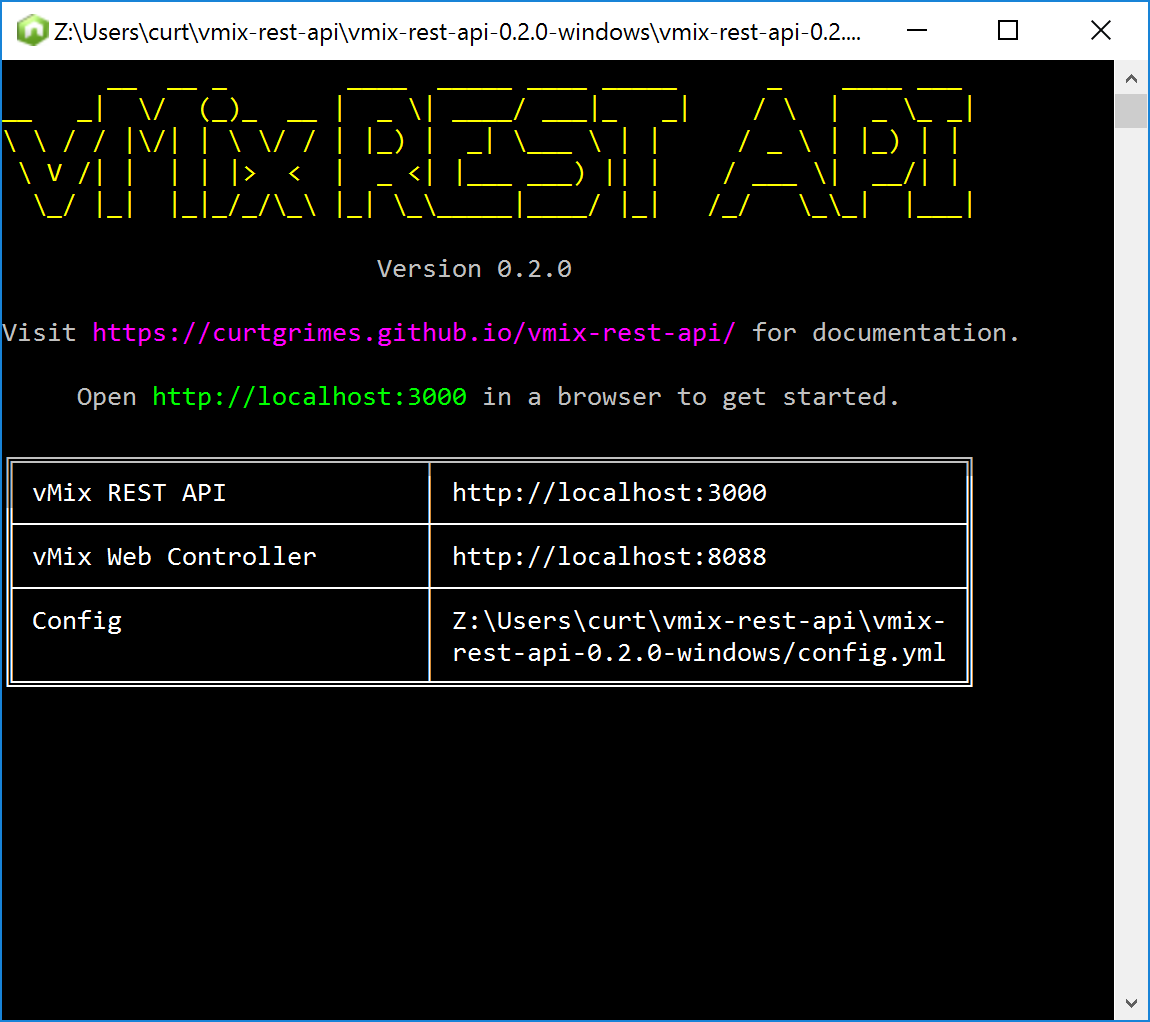 Z:\Users\curt\vmix-rest-api\vmix-rest-api-0.2.0-windows\vmix-rest-api-0.2....
vMix REST API
Version 0.2.0
Visit https://curtgrimes.github.io/vmix-rest-api/ for documentation.
Open http://localhost:3000 in a browser to get started.
vMix REST API http://localhost:3000
vMix Web Controller http://localhost:8088
Config Z:\Users\curt\vmix-rest-api\vmix-
rest-api-0.2.0-windows/config.yml